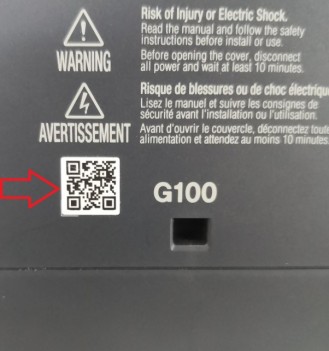 Risk of Injury or Electric Shock.
Read the manual and follow the safety
instructions before install or use.
WARNING
Before opening the cover, disconnect
all power and wait at least 10 minutes.
Risque de blessures ou de choc électrique
Lisez le manuel et suivre les consignes de
sécurité avant l'installation ou l'utilisation.
AVERTISSEMENT
Avant d'ouvrir le couvercle, déconnectez toute
alimentation et attendez au moins 10 minutes.
G100